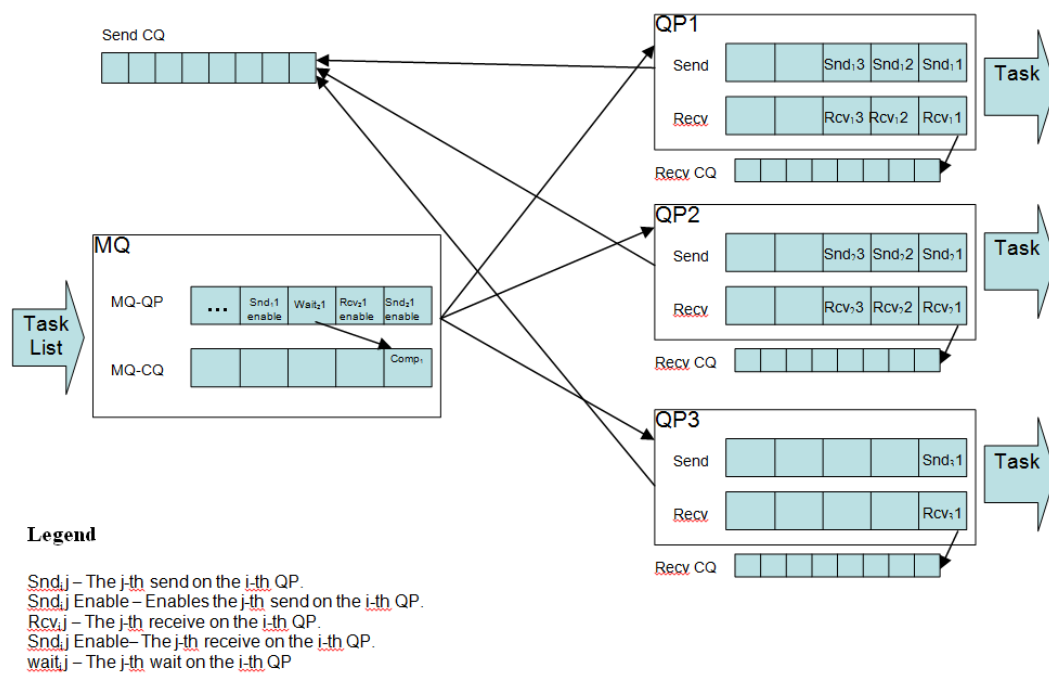 Send CQ
QP1
Send
Snd₁3 Snd₁2 Snd₁1
Recv
Rcv₁3 Rcv₁2 Rcv₁1
Recv CQ
Task
QP2
Send
Snd₂3 Snd₂2 Snd₂1
Recv
Rcv₂3 Rcv₂2 Rcv₂1
Recv CQ
Task
MQ
MQ-QP
... Snd₁1 enable Wait₂1 Rcv₂1 enable Snd₂1 enable
MQ-CQ
Comp₁
Task
List
QP3
Send
Snd₃1
Recv
Rcv₃1
Recv CQ
Task
Legend
Sndᵢj – The j-th send on the i-th QP.
Sndᵢj Enable – Enables the j-th send on the i-th QP.
Rcvᵢj – The j-th receive on the i-th QP.
Sndᵢj Enable– The j-th receive on the i-th QP.
waitᵢj – The j-th wait on the i-th QP